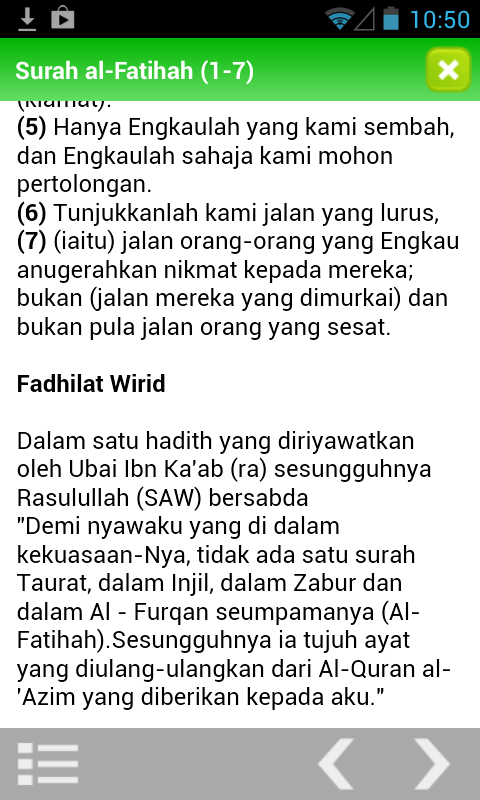 10:50
Surah al-Fatihah (1-7)
(kiamat).
(5) Hanya Engkaulah yang kami sembah,
dan Engkaulah sahaja kami mohon
pertolongan.
(6) Tunjukkanlah kami jalan yang lurus,
(7) (iaitu) jalan orang-orang yang Engkau
anugerahkan nikmat kepada mereka;
bukan (jalan mereka yang dimurkai) dan
bukan pula jalan orang yang sesat.
Fadhilat Wirid
Dalam satu hadith yang diriyawatkan
oleh Ubai Ibn Ka'ab (ra) sesungguhnya
Rasulullah (SAW) bersabda
"Demi nyawaku yang di dalam
kekuasaan-Nya, tidak ada satu surah
Taurat, dalam Injil, dalam Zabur dan
dalam Al - Furqan seumpamanya (Al-
Fatihah).Sesungguhnya ia tujuh ayat
yang diulang-ulangkan dari Al-Quran al-
'Azim yang diberikan kepada aku."